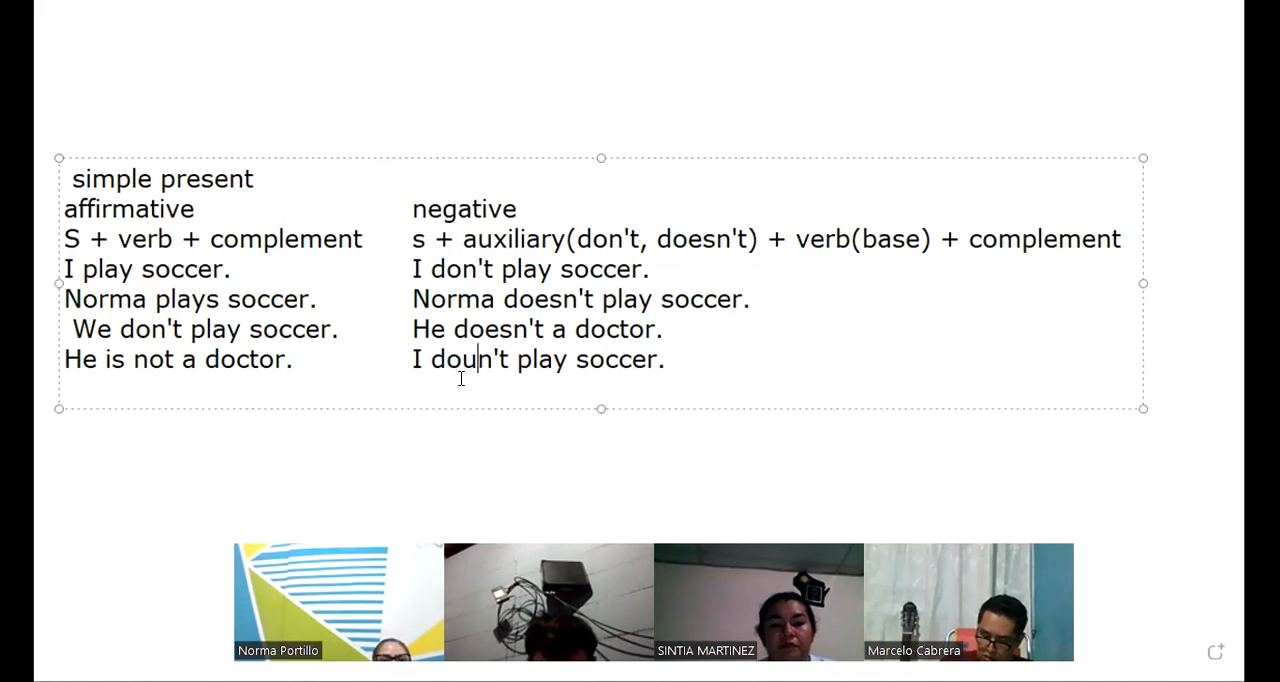 simple present
affirmative negative
S + verb + complement s + auxiliary(don't, doesn't) + verb(base) + complement
I play soccer. I don't play soccer.
Norma plays soccer. Norma doesn't play soccer.
We don't play soccer. He doesn't a doctor.
He is not a doctor. I doun't play soccer.
Norma Portillo
SINTIA MARTINEZ
Marcelo Cabrera